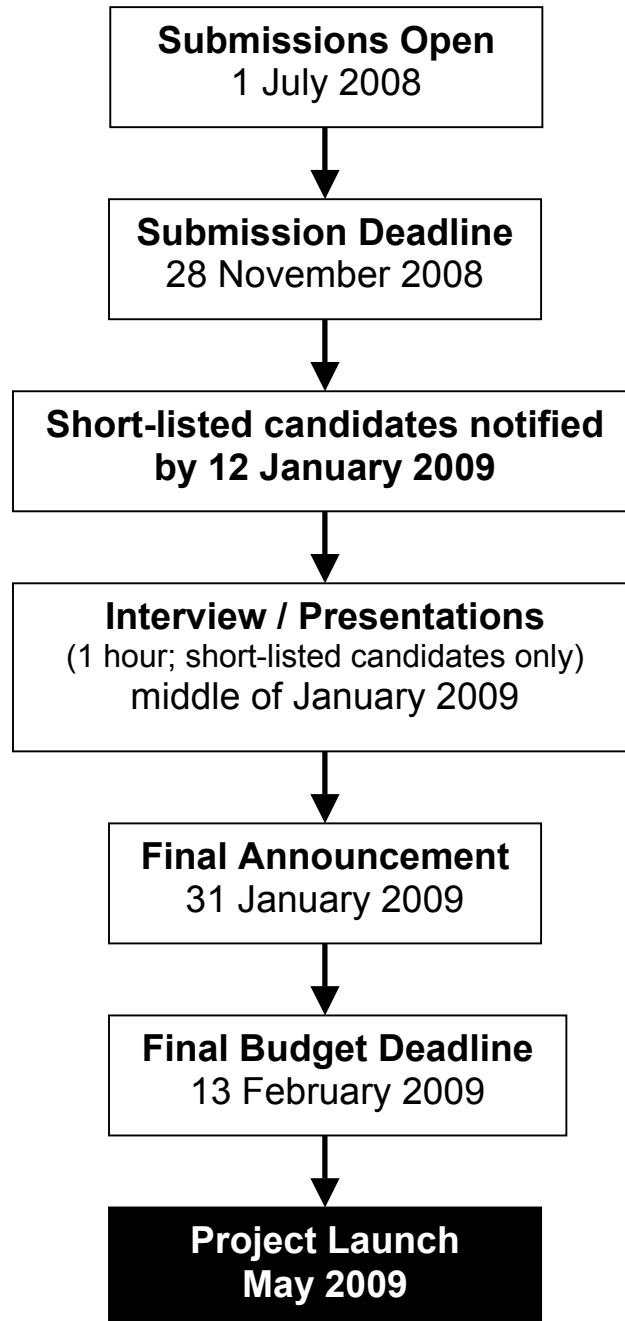 Submissions Open
1 July 2008
Submission Deadline
28 November 2008
Short-listed candidates notified
by 12 January 2009
Interview / Presentations
(1 hour; short-listed candidates only)
middle of January 2009
Final Announcement
31 January 2009
Final Budget Deadline
13 February 2009
Project Launch
May 2009